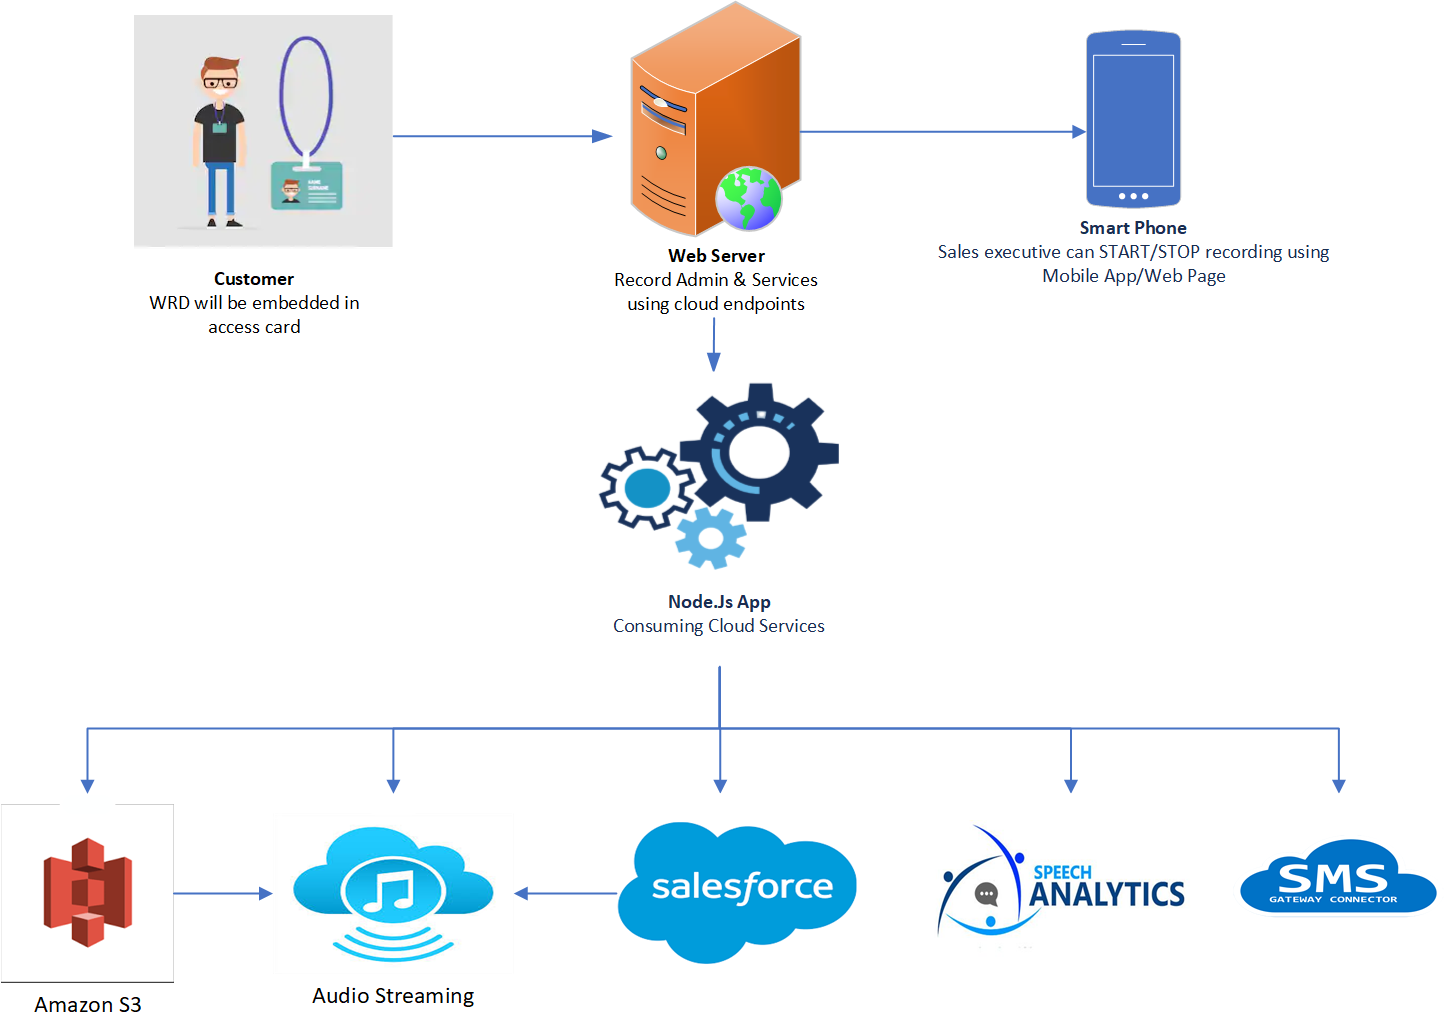 NAME
SURNAME
Customer
WRD will be embedded in
access card
Web Server
Record Admin & Services
using cloud endpoints
Smart Phone
Sales executive can START/STOP recording using
Mobile App/Web Page
Node.Js App
Consuming Cloud Services
Amazon S3
Audio Streaming
salesforce
SPEECH
ANALYTICS
SMS
GATEWAY CONNECTOR